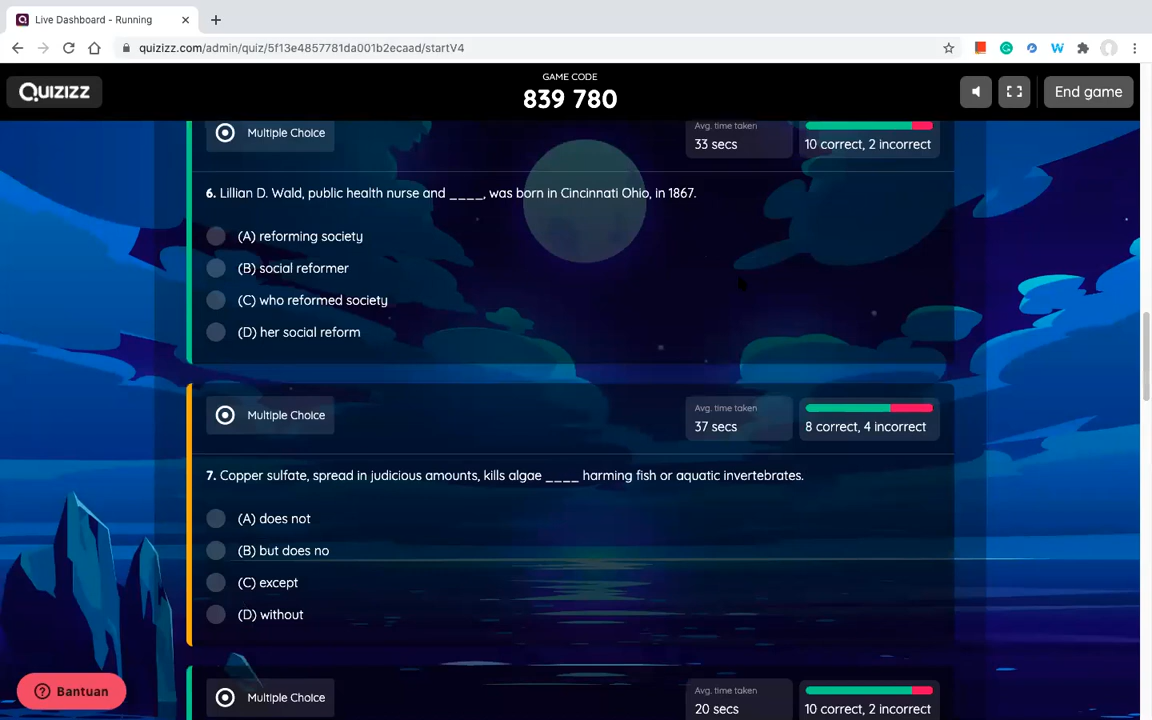 Live Dashboard - Running
quizizz.com/admin/quiz/5f13e4857781da001b2ecaad/startV4
Quizizz
GAME CODE
839 780
End game
Multiple Choice
Avg. time taken
33 secs
10 correct, 2 incorrect
6. Lillian D. Wald, public health nurse and ____, was born in Cincinnati Ohio, in 1867.
(A) reforming society
(B) social reformer
(C) who reformed society
(D) her social reform
Multiple Choice
Avg. time taken
37 secs
8 correct, 4 incorrect
7. Copper sulfate, spread in judicious amounts, kills algae ____ harming fish or aquatic invertebrates.
(A) does not
(B) but does no
(C) except
(D) without
Bantuan
Multiple Choice
Avg. time taken
20 secs
10 correct, 2 incorrect